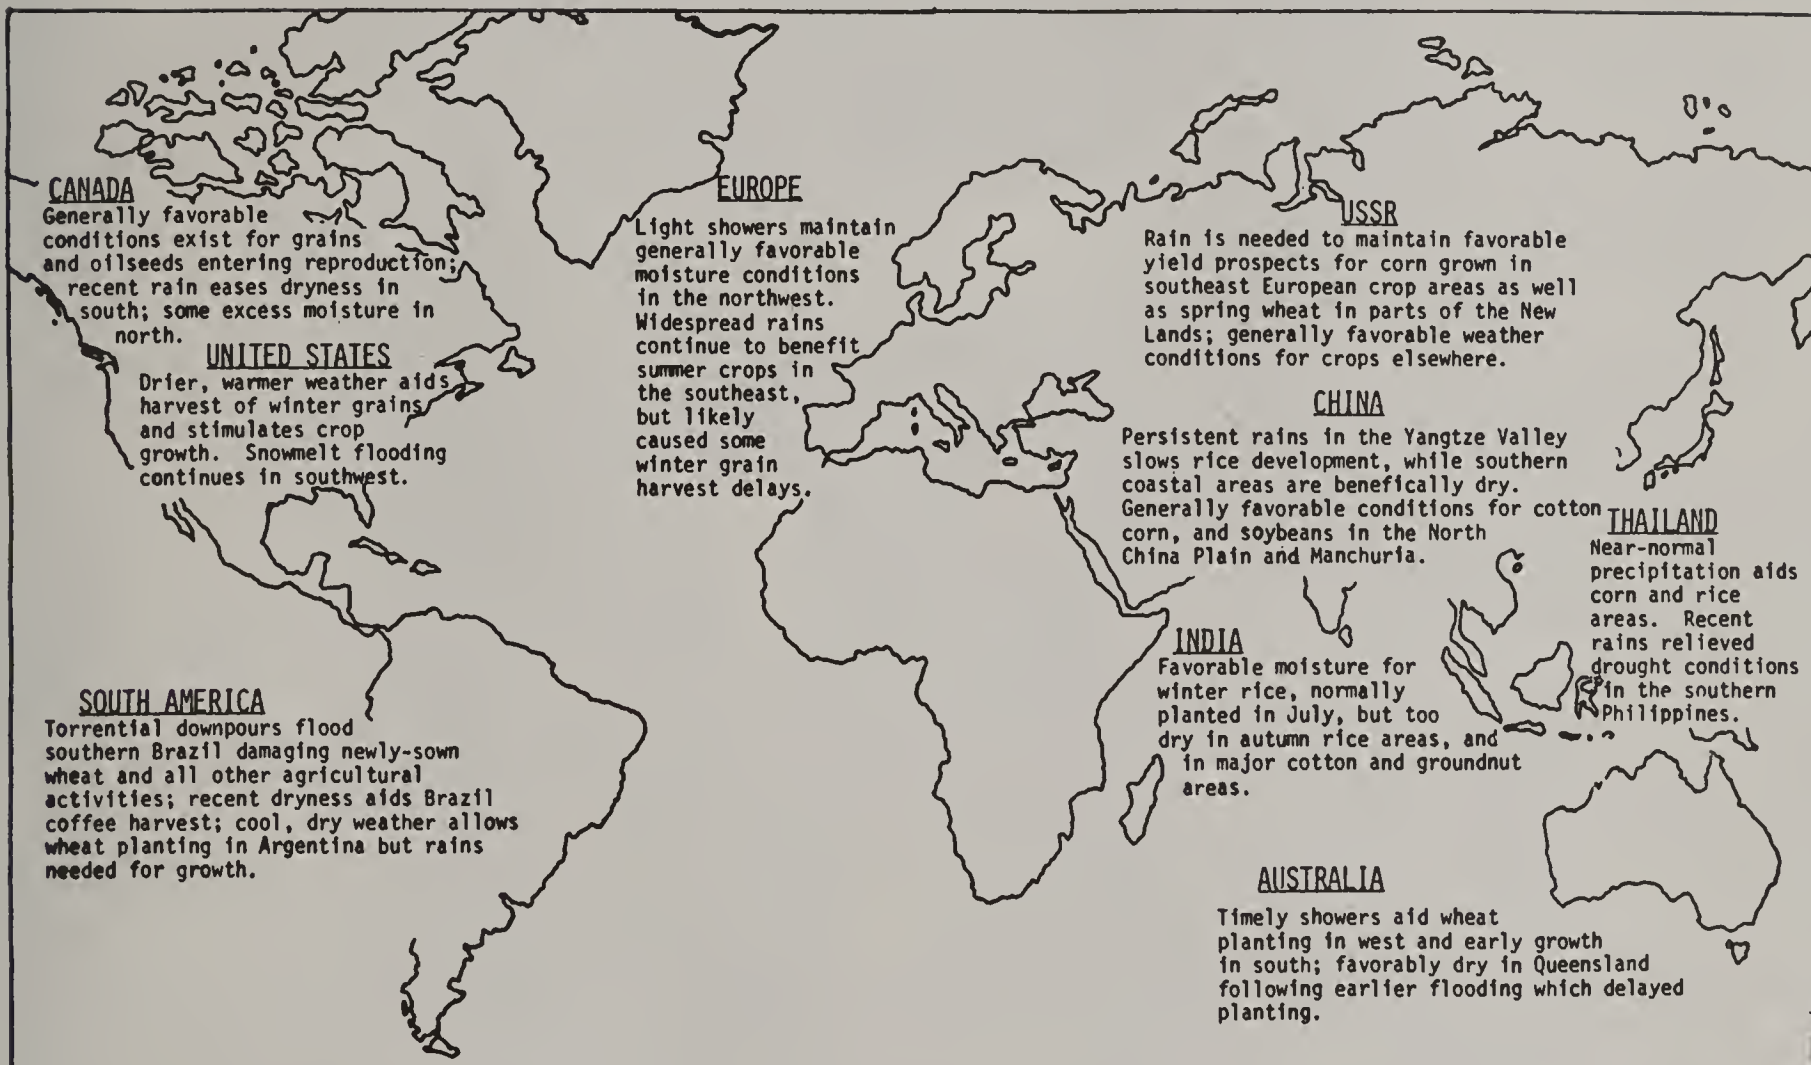 CANADA
Generally favorable
conditions exist for grains
and oilseeds entering reproduction;
recent rain eases dryness in
south; some excess moisture in
north.
UNITED STATES
Drier, warmer weather aids
harvest of winter grains
and stimulates crop
growth. Snowmelt flooding
continues in southwest.
SOUTH AMERICA
Torrential downpours flood
southern Brazil damaging newly-sown
wheat and all other agricultural
activities; recent dryness aids Brazil
coffee harvest; cool, dry weather allows
wheat planting in Argentina but rains
needed for growth.
EUROPE
Light showers maintain
generally favorable
moisture conditions
in the northwest.
Widespread rains
continue to benefit
summer crops in
the southeast,
but likely
caused some
winter grain
harvest delays.
USSR
Rain is needed to maintain favorable
yield prospects for corn grown in
southeast European crop areas as well
as spring wheat in parts of the New
Lands; generally favorable weather
conditions for crops elsewhere.
CHINA
Persistent rains in the Yangtze Valley
slows rice development, while southern
coastal areas are benefically dry.
Generally favorable conditions for cotton
corn, and soybeans in the North
China Plain and Manchuria.
THAILAND
Near-normal
precipitation aids
corn and rice
areas. Recent
rains relieved
drought conditions
in the southern
Philippines.
INDIA
Favorable moisture for
winter rice, normally
planted in July, but too
dry in autumn rice areas, and
in major cotton and groundnut
areas.
AUSTRALIA
Timely showers aid wheat
planting in west and early growth
in south; favorably dry in Queensland
following earlier flooding which delayed
planting.